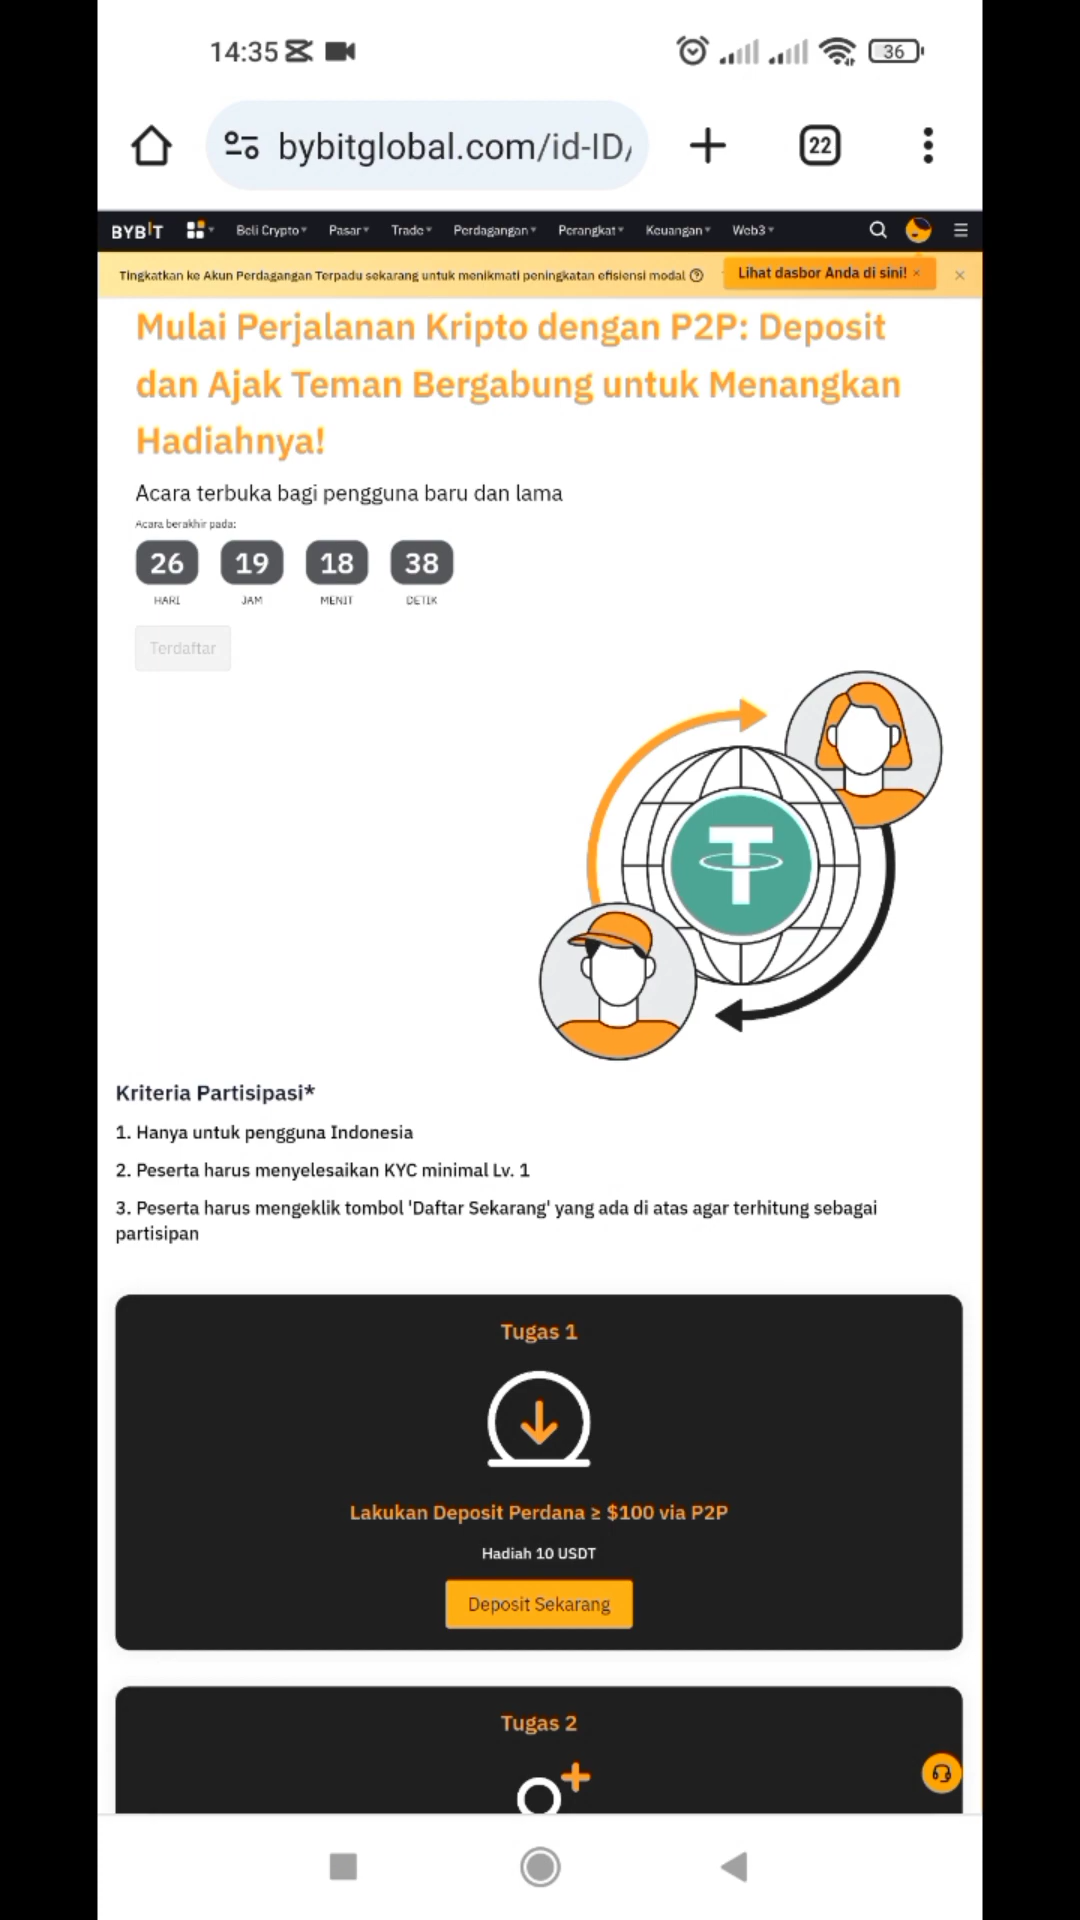 14:35
36
bybitglobal.com/id-ID/
22
BYBIT
Beli Crypto
Pasar
Trade
Perdagangan
Perangkat
Keuangan
Web3
Tingkatkan ke Akun Perdagangan Terpadu sekarang untuk menikmati peningkatan efisiensi modal
Lihat dasbor Anda di sini! ×
×
Mulai Perjalanan Kripto dengan P2P: Deposit
dan Ajak Teman Bergabung untuk Menangkan
Hadiahnya!
Acara terbuka bagi pengguna baru dan lama
Acara berakhir pada:
26 19 18 38
HARI JAM MENIT DETIK
Terdaftar
Kriteria Partisipasi*
1. Hanya untuk pengguna Indonesia
2. Peserta harus menyelesaikan KYC minimal Lv. 1
3. Peserta harus mengeklik tombol 'Daftar Sekarang' yang ada di atas agar terhitung sebagai
partisipan
Tugas 1
Lakukan Deposit Perdana ≥ $100 via P2P
Hadiah 10 USDT
Deposit Sekarang
Tugas 2